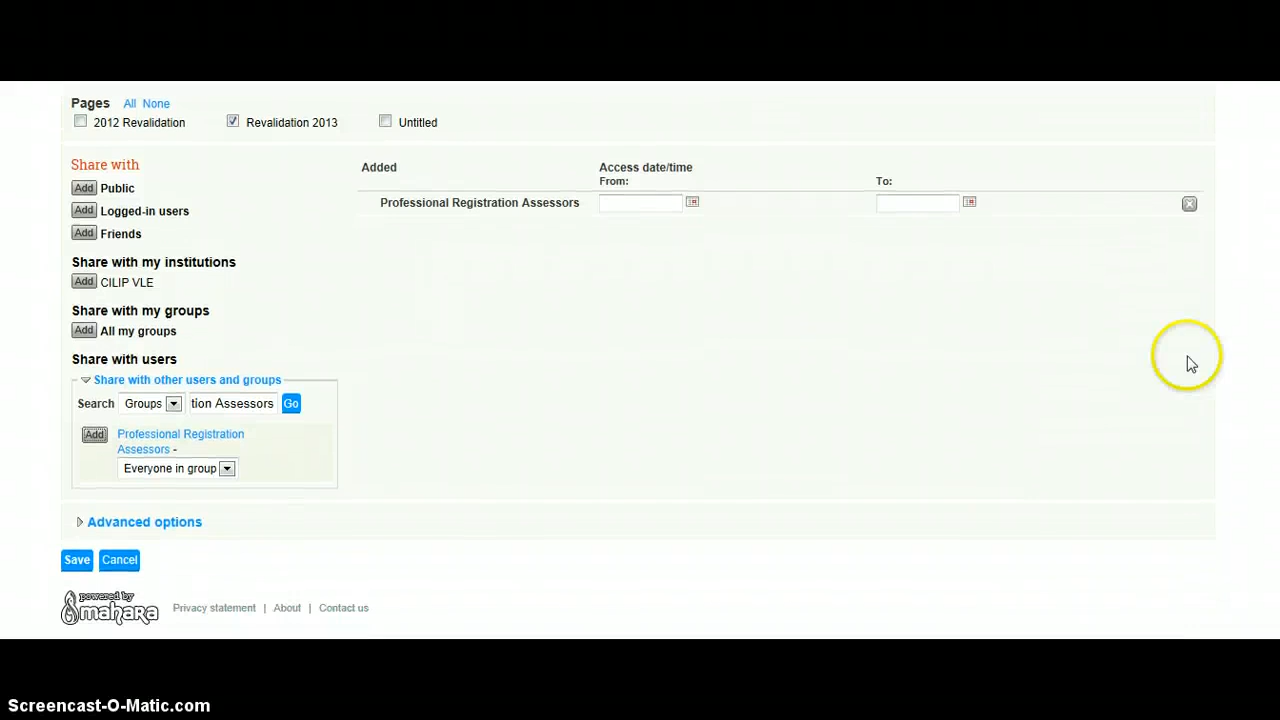 Pages All None
2012 Revalidation Revalidation 2013 Untitled
Share with
Added Access date/time
From: To:
Add Public
Professional Registration Assessors
Add Logged-in users
Add Friends
Share with my institutions
Add CILIP VLE
Share with my groups
Add All my groups
Share with users
Share with other users and groups
Search Groups tion Assessors Go
Add Professional Registration
Assessors -
Everyone in group
Advanced options
Save Cancel
powered by
mahara
Privacy statement | About | Contact us
Screencast-O-Matic.com